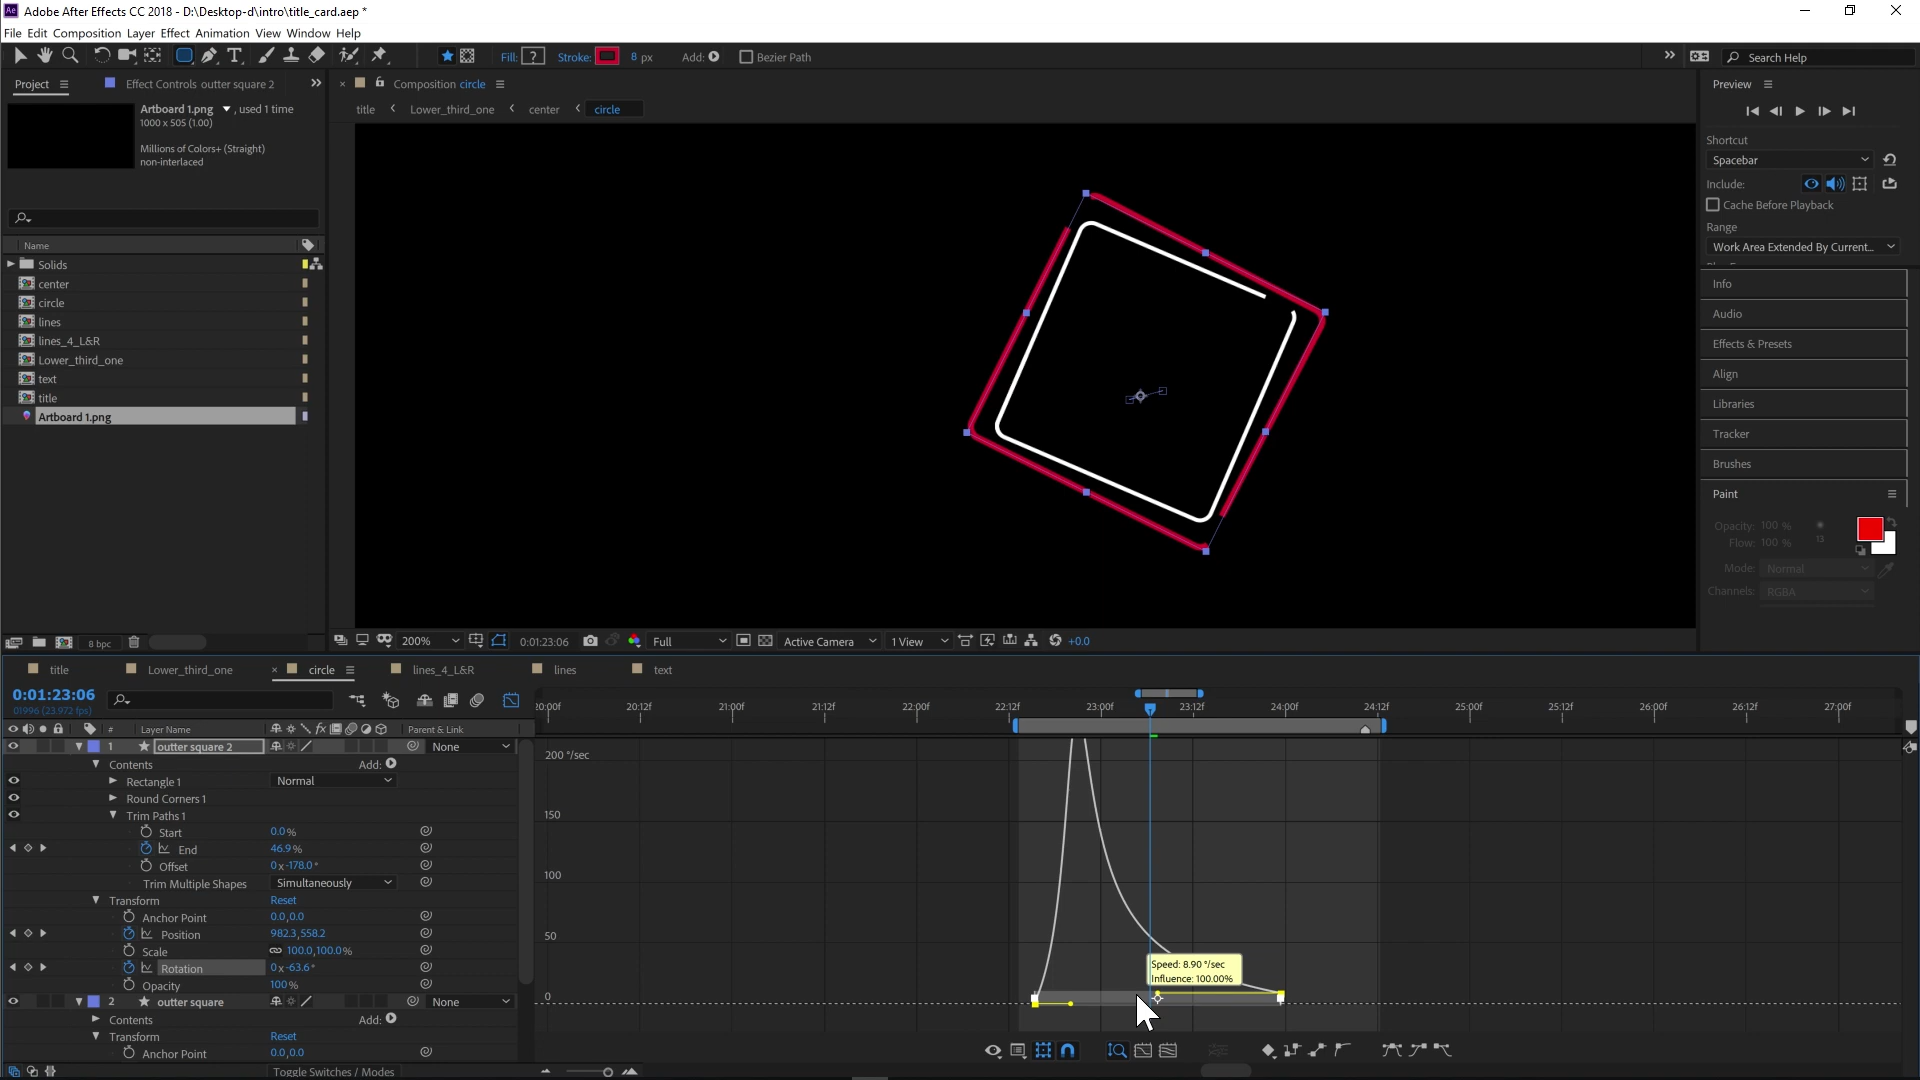 Adobe After Effects CC 2018 - D:\Desktop-d\intro\title_card.aep *
File Edit Composition Layer Effect Animation View Window Help
Fill: ? Stroke: 8 px Add: Bezier Path
Search Help
Project Effect Controls outter square 2
Composition circle
Preview
Artboard 1.png , used 1 time
1000 x 505 (1.00)
Millions of Colors+ (Straight)
non-interlaced
title Lower_third_one center circle
Shortcut
Spacebar
Include:
Cache Before Playback
Range
Work Area Extended By Current...
Name
Solids
center
circle
lines
lines_4_L&R
Lower_third_one
text
title
Artboard 1.png
Info
Audio
Effects & Presets
Align
Libraries
Tracker
Brushes
Paint
Opacity: 100 %
Flow: 100 %
13
Mode: Normal
Channels: RGBA
8 bpc
200% 0:01:23:06 Full Active Camera 1 View +0.0
title Lower_third_one circle lines_4_L&R lines text
0:01:23:06
01996 (23.972 fps)
20:00f 20:12f 21:00f 21:12f 22:00f 22:12f 23:00f 23:12f 24:00f 24:12f 25:00f 25:12f 26:00f 26:12f 27:00f
# Layer Name Parent & Link
1 outter square 2 None
Contents Add:
Rectangle 1 Normal
Round Corners 1
Trim Paths 1
Start 0.0%
End 46.9%
Offset 0x-178.0°
Trim Multiple Shapes Simultaneously
Transform Reset
Anchor Point 0.0,0.0
Position 982.3,558.2
Scale 100.0,100.0%
Rotation 0x-63.6°
Opacity 100%
2 outter square None
Contents Add:
Transform Reset
Anchor Point 0.0,0.0
Toggle Switches / Modes
200 °/sec
150
100
50
0
Speed: 8.90 °/sec
Influence: 100.00%